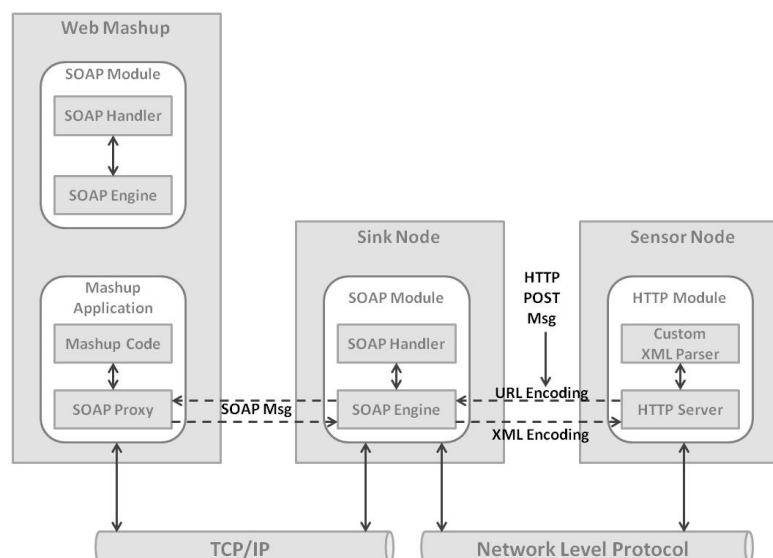 Web Mashup
SOAP Module
SOAP Handler
SOAP Engine
Mashup
Application
Mashup Code
SOAP Proxy
SOAP Msg
Sink Node
SOAP Module
SOAP Handler
SOAP Engine
HTTP
POST
Msg
URL Encoding
XML Encoding
Sensor Node
HTTP Module
Custom
XML Parser
HTTP Server
TCP/IP
Network Level Protocol